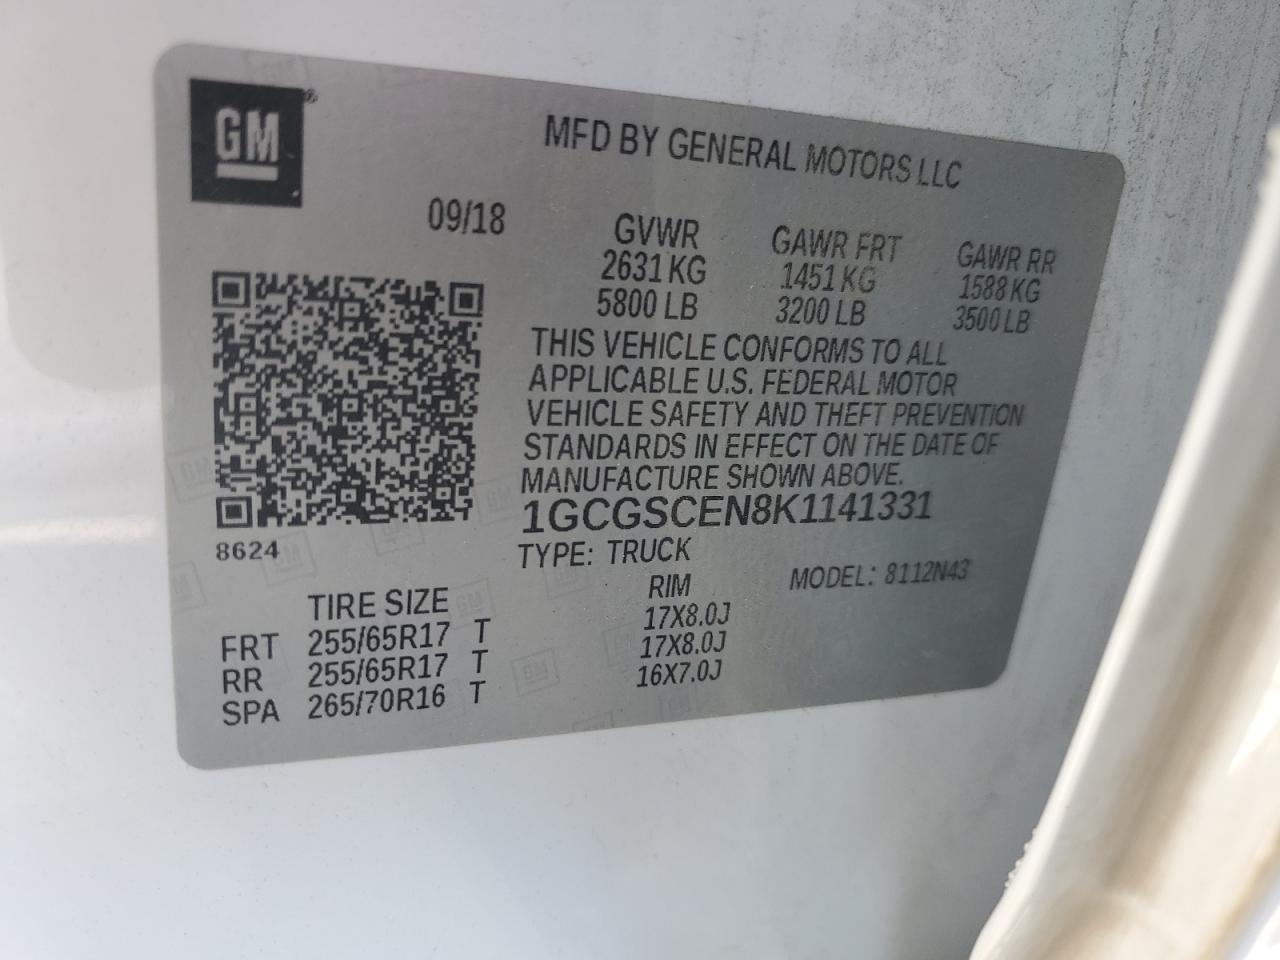 GM
MFD BY GENERAL MOTORS LLC
09/18
GVWR GAWR FRT GAWR RR
2631 KG 1451 KG 1588 KG
5800 LB 3200 LB 3500 LB
THIS VEHICLE CONFORMS TO ALL
APPLICABLE U.S. FEDERAL MOTOR
VEHICLE SAFETY AND THEFT PREVENTION
STANDARDS IN EFFECT ON THE DATE OF
MANUFACTURE SHOWN ABOVE.
1GCGSCEN8K1141331
8624
TYPE: TRUCK MODEL: 8112N43
TIRE SIZE RIM
FRT 255/65R17 T 17X8.0J
RR 255/65R17 T 17X8.0J
SPA 265/70R16 T 16X7.0J